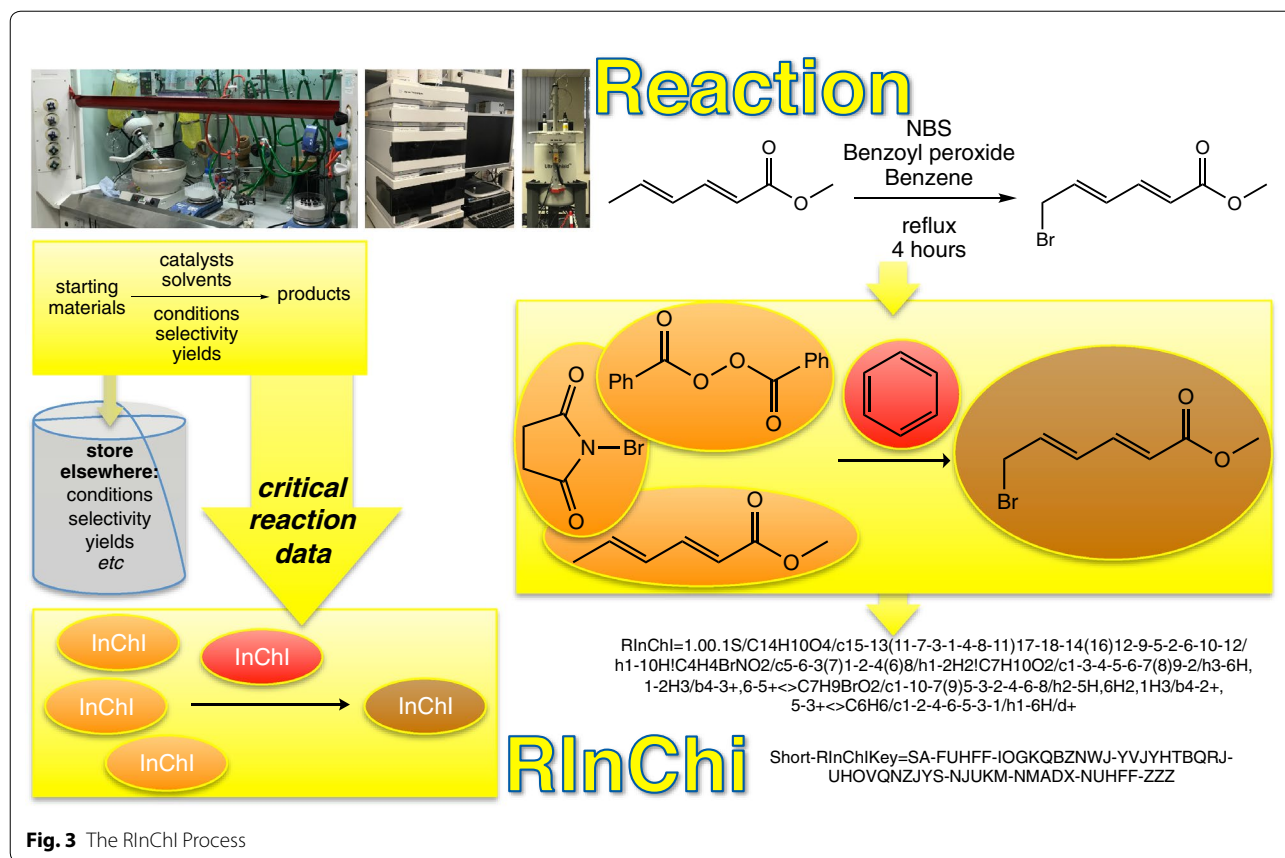 Reaction
NBS
Benzoyl peroxide
Benzene
reflux
4 hours
O
O
Br
O
O
starting
materials
catalysts
solvents
conditions
selectivity
yields
products
store
elsewhere:
conditions
selectivity
yields
etc
critical
reaction
data
O
Ph
O
O
Ph
O
O
N
Br
O
O
O
O
O
Br
InChI
InChI
InChI
InChI
InChI
RInChi
RInChI=1.00.1S/C14H10O4/c15-13(11-7-3-1-4-8-11)17-18-14(16)12-9-5-2-6-10-12/
h1-10H!C4H4BrNO2/c5-6-3(7)1-2-4(6)8/h1-2H2!C7H10O2/c1-3-4-5-6-7(8)9-2/h3-6H,
1-2H3/b4-3+,6-5+<>C7H9BrO2/c1-10-7(9)5-3-2-4-6-8/h2-5H,6H2,1H3/b4-2+,
5-3+<>C6H6/c1-2-4-6-5-3-1/h1-6H/d+
Short-RInChIKey=SA-FUHFF-IOGKQBZNWJ-YVJYHTBQRJ-
UHOVQNZJYS-NJUKM-NMADX-NUHFF-ZZZ
Fig. 3 The RInChI Process